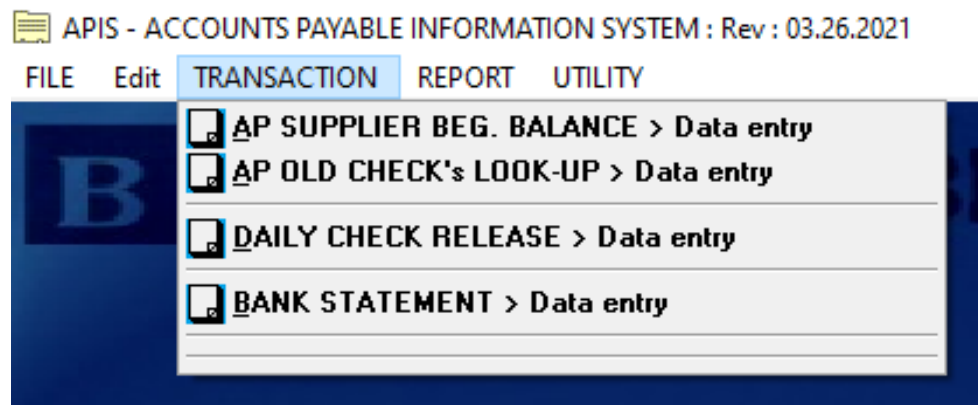 APIS - ACCOUNTS PAYABLE INFORMATION SYSTEM : Rev : 03.26.2021
FILE Edit TRANSACTION REPORT UTILITY
AP SUPPLIER BEG. BALANCE > Data entry
AP OLD CHECK's LOOK-UP > Data entry
DAILY CHECK RELEASE > Data entry
BANK STATEMENT > Data entry
B